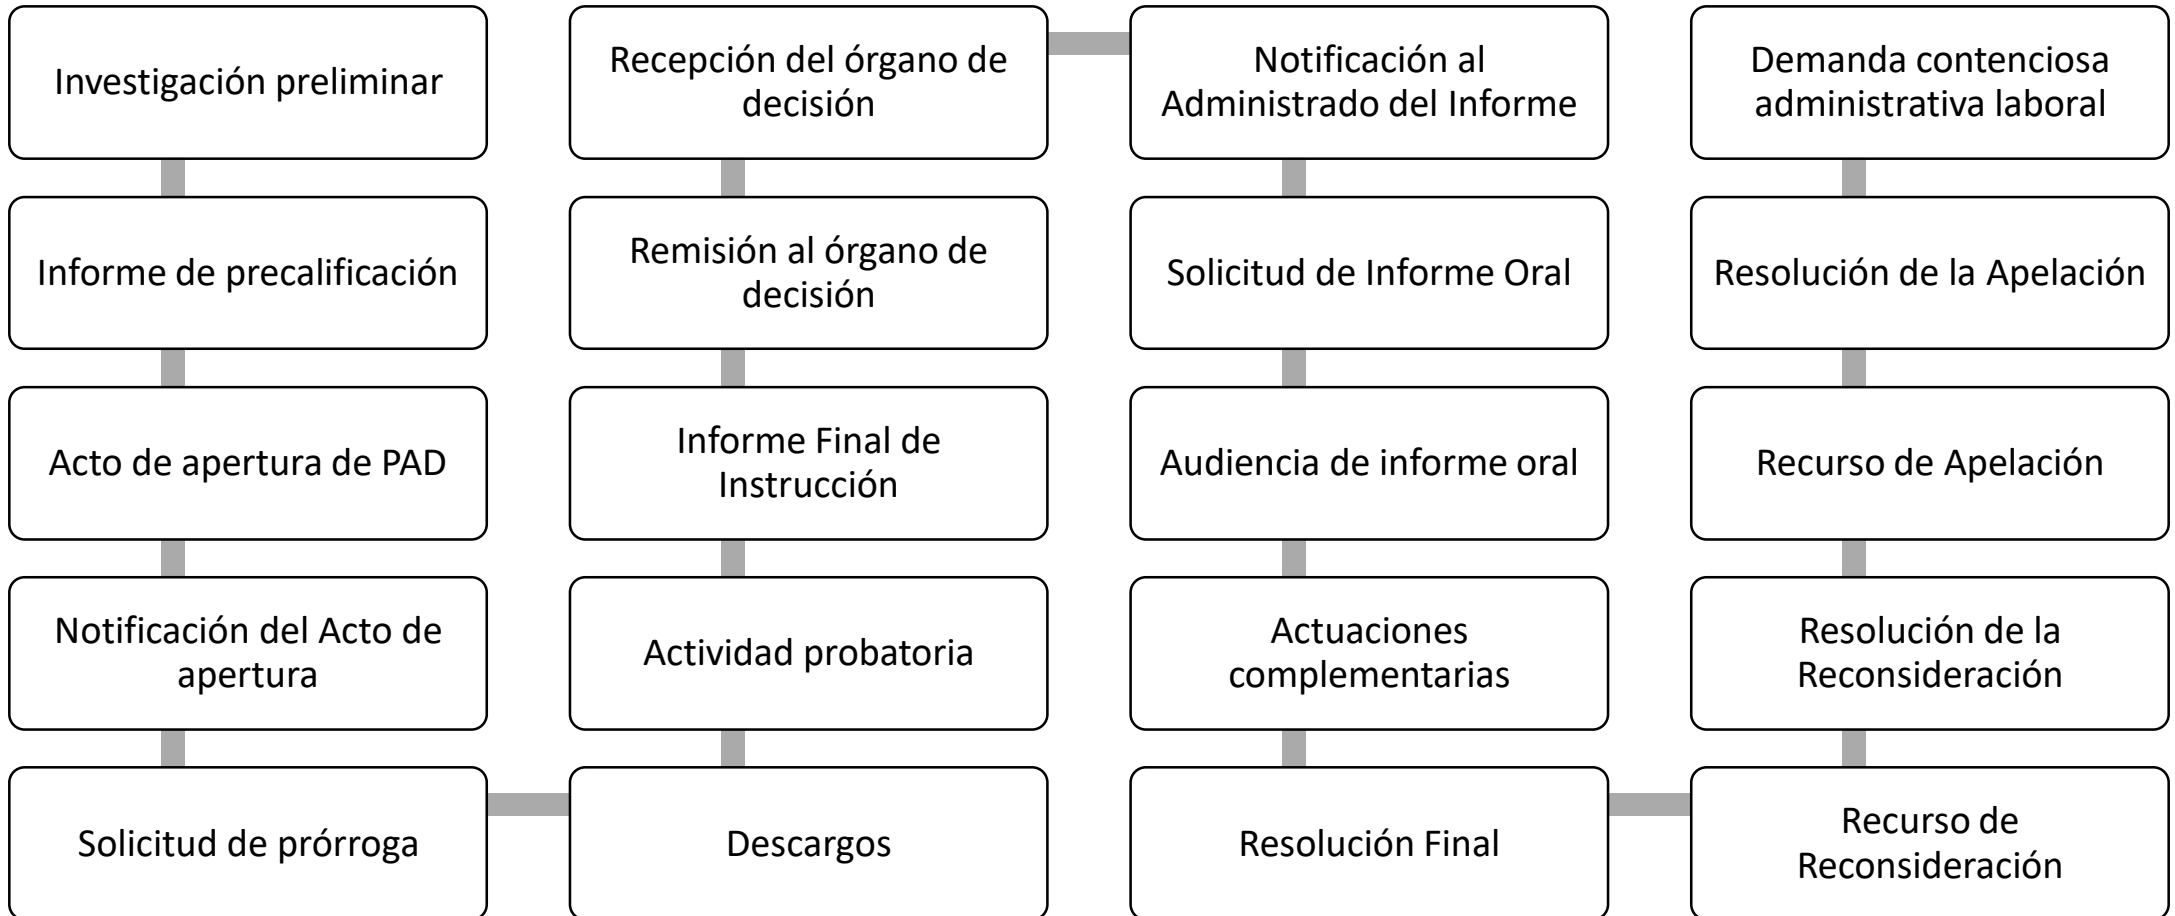 Investigación preliminar
Informe de precalificación
Acto de apertura de PAD
Notificación del Acto de
apertura
Solicitud de prórroga
Descargos
Actividad probatoria
Informe Final de
Instrucción
Remisión al órgano de
decisión
Recepción del órgano de
decisión
Notificación al
Administrado del Informe
Solicitud de Informe Oral
Audiencia de informe oral
Actuaciones
complementarias
Resolución Final
Recurso de
Reconsideración
Resolución de la
Reconsideración
Recurso de Apelación
Resolución de la Apelación
Demanda contenciosa
administrativa laboral